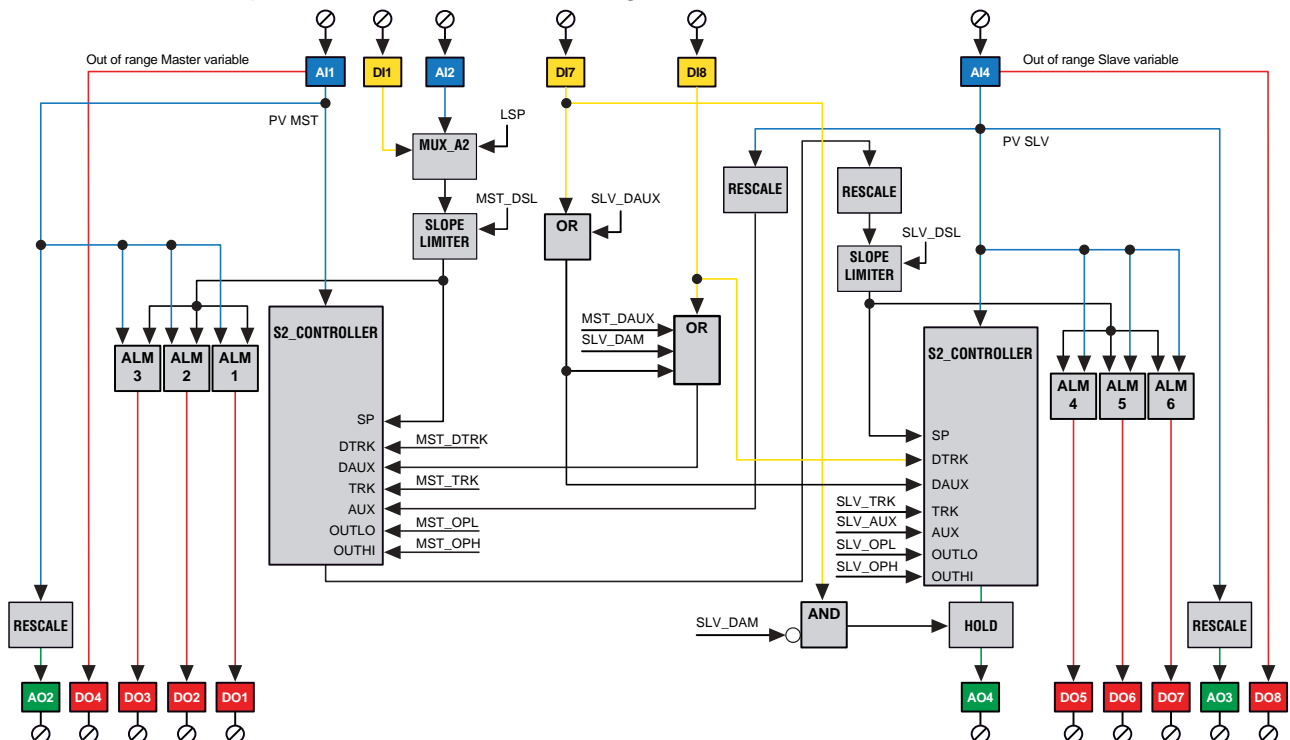 Out of range Master variable
AI1
DI1
AI2
DI7
DI8
AI4
Out of range Slave variable
PV MST
LSP
MUX_A2
PV SLV
RESCALE
RESCALE
MST_DSL
SLV_DAUX
SLOPE
LIMITER
OR
SLV_DSL
SLOPE
LIMITER
S2_CONTROLLER
MST_DAUX
SLV_DAM
OR
S2_CONTROLLER
ALM
3
ALM
2
ALM
1
ALM
4
ALM
5
ALM
6
SP
DTRK
MST_DTRK
DAUX
TRK
MST_TRK
AUX
OUTLO
MST_OPL
OUTHI
MST_OPH
SP
DTRK
DAUX
SLV_TRK
TRK
SLV_AUX
AUX
SLV_OPL
OUTLO
SLV_OPH
OUTHI
RESCALE
SLV_DAM
AND
HOLD
RESCALE
AO2
DO4
DO3
DO2
DO1
AO4
DO5
DO6
DO7
AO3
DO8